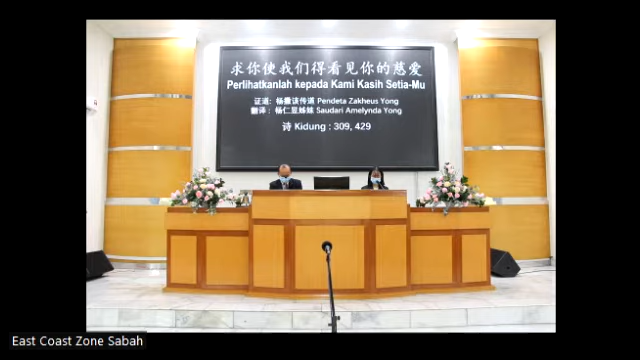 求你使我们得看见你的慈爱
Perlihatkanlah kepada Kami Kasih Setia-Mu
证道: 杨撒该传道 Pendeta Zakheus Yong
翻译: 杨仁慧姊妹 Saudari Amelynda Yong
诗 Kidung : 309, 429
East Coast Zone Sabah